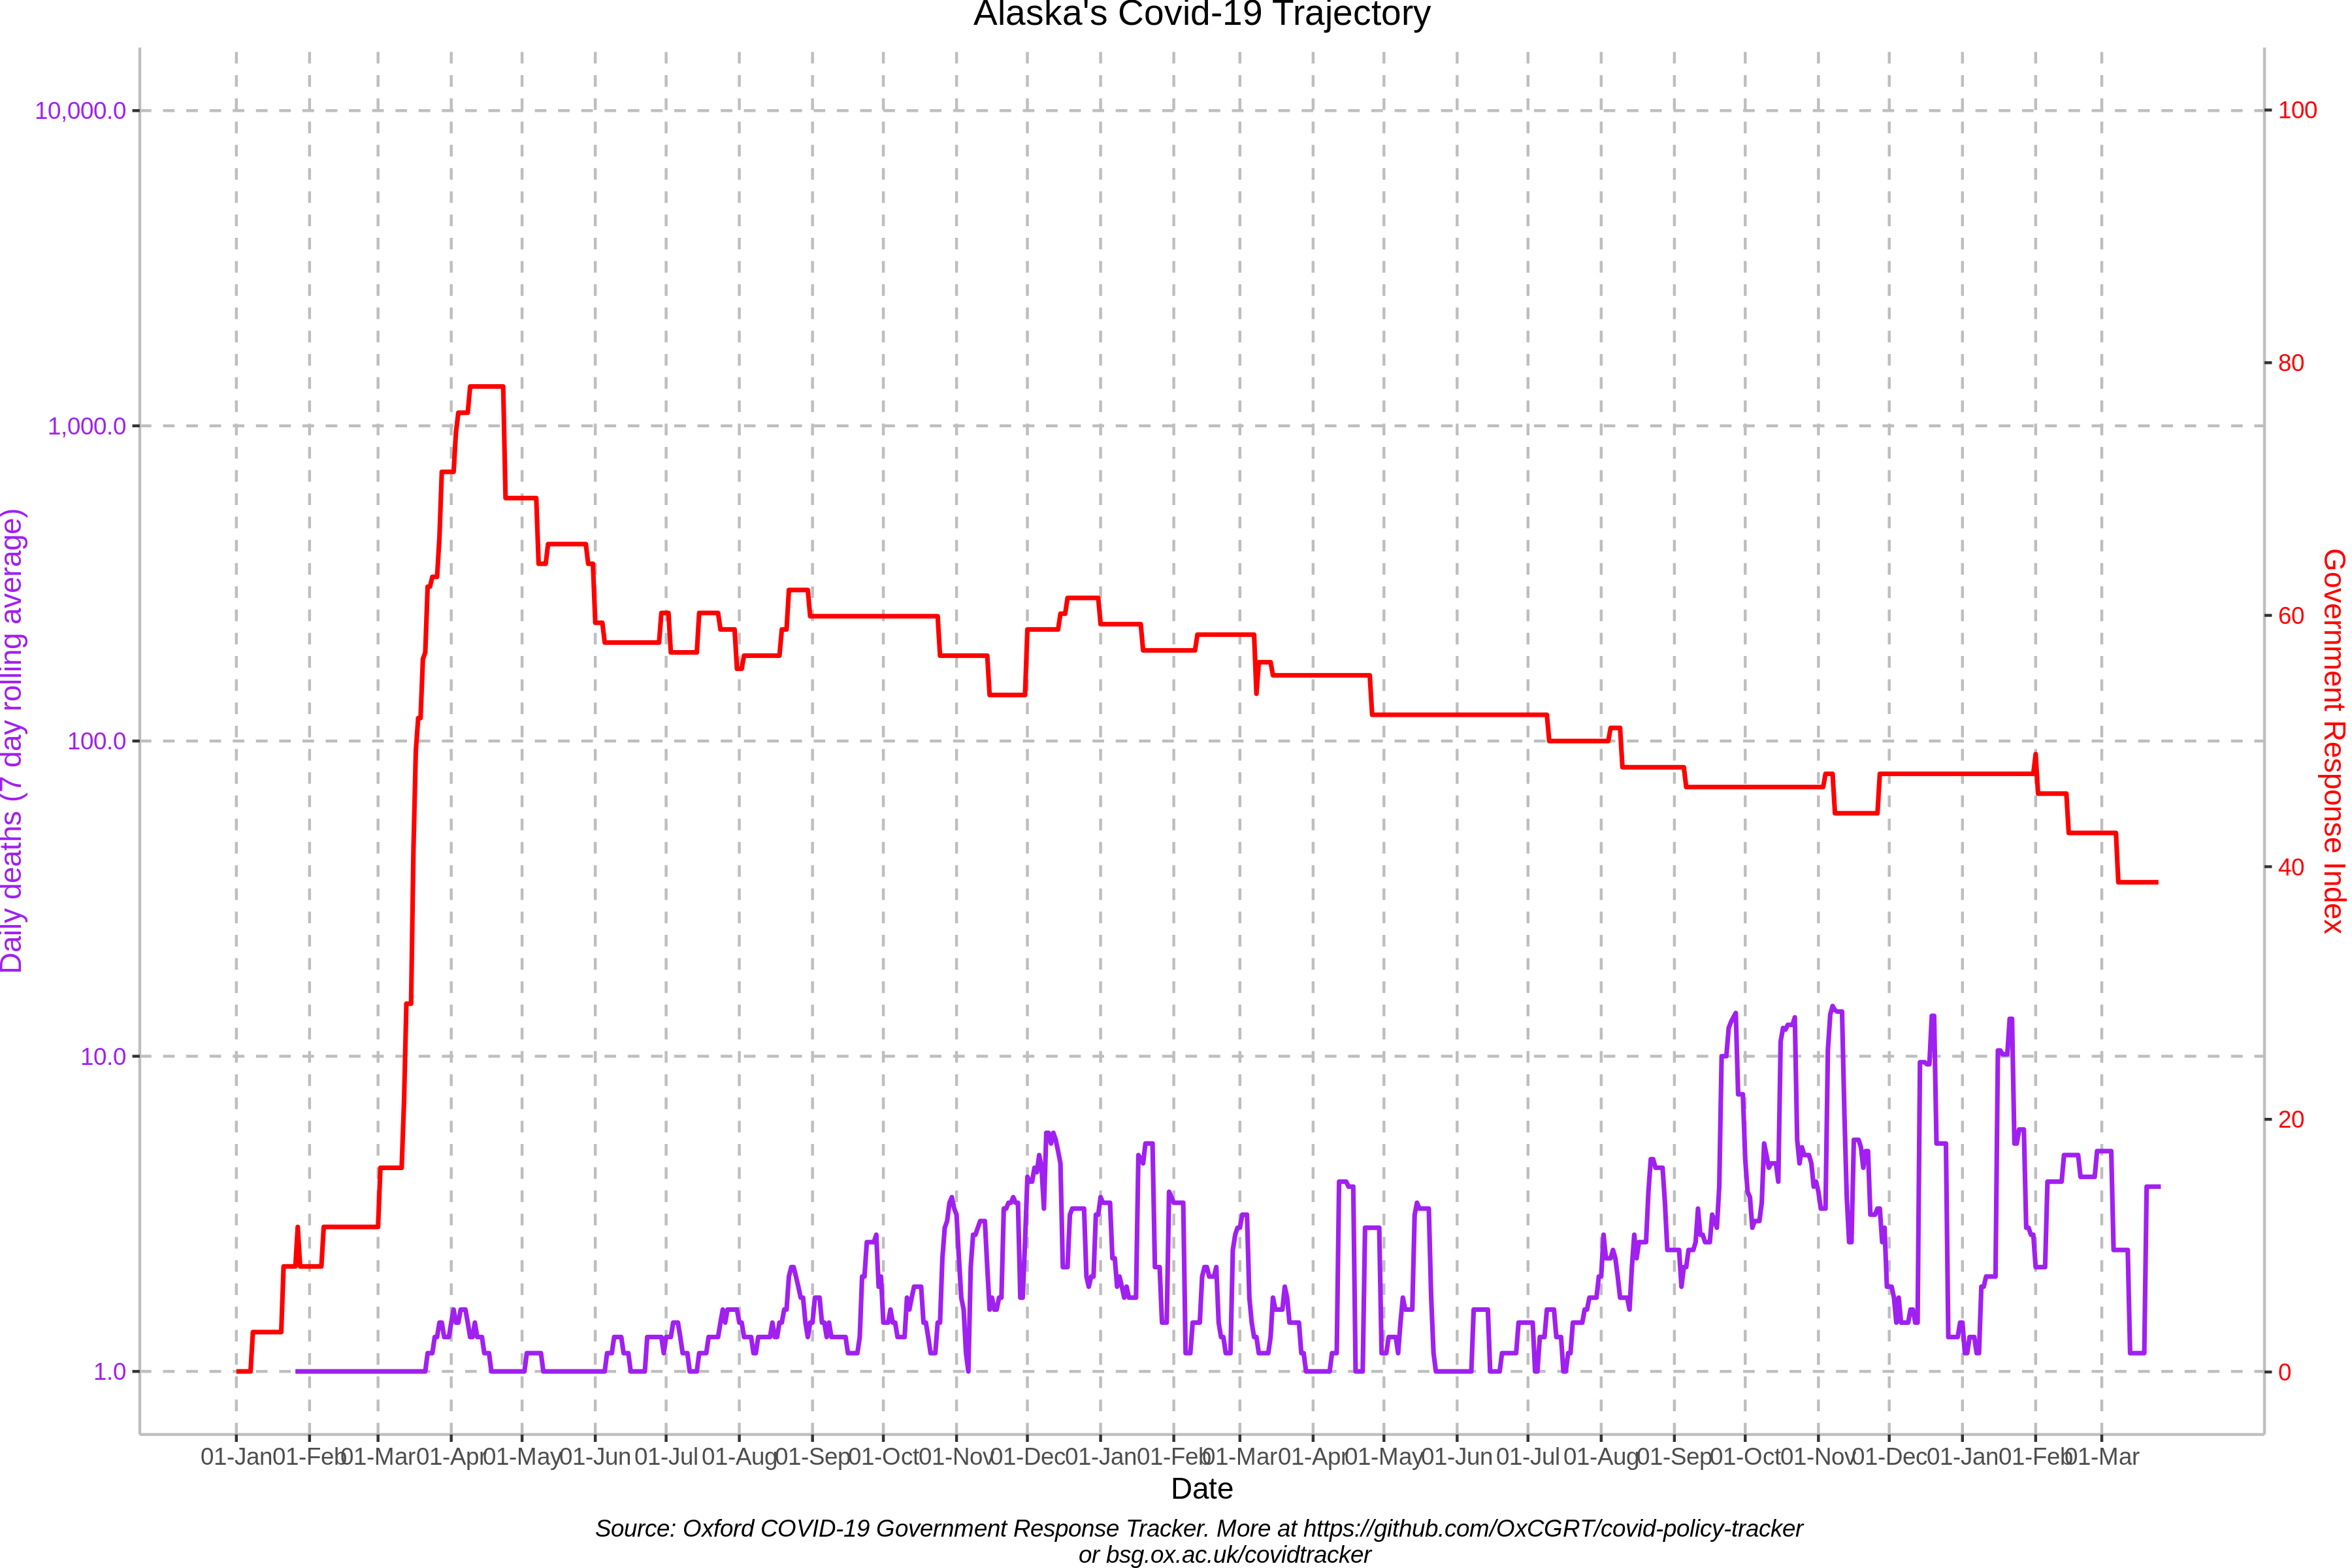 Alaska's Covid-19 Trajectory
10,000.0
1,000.0
100.0
10.0
1.0
Daily deaths (7 day rolling average)
100
80
60
40
20
0
Government Response Index
01-Jan 01-Feb 01-Mar 01-Apr 01-May 01-Jun 01-Jul 01-Aug 01-Sep 01-Oct 01-Nov 01-Dec 01-Jan 01-Feb 01-Mar 01-Apr 01-May 01-Jun 01-Jul 01-Aug 01-Sep 01-Oct 01-Nov 01-Dec 01-Jan 01-Feb 01-Mar
Date
Source: Oxford COVID-19 Government Response Tracker. More at https://github.com/OxCGRT/covid-policy-tracker
or bsg.ox.ac.uk/covidtracker